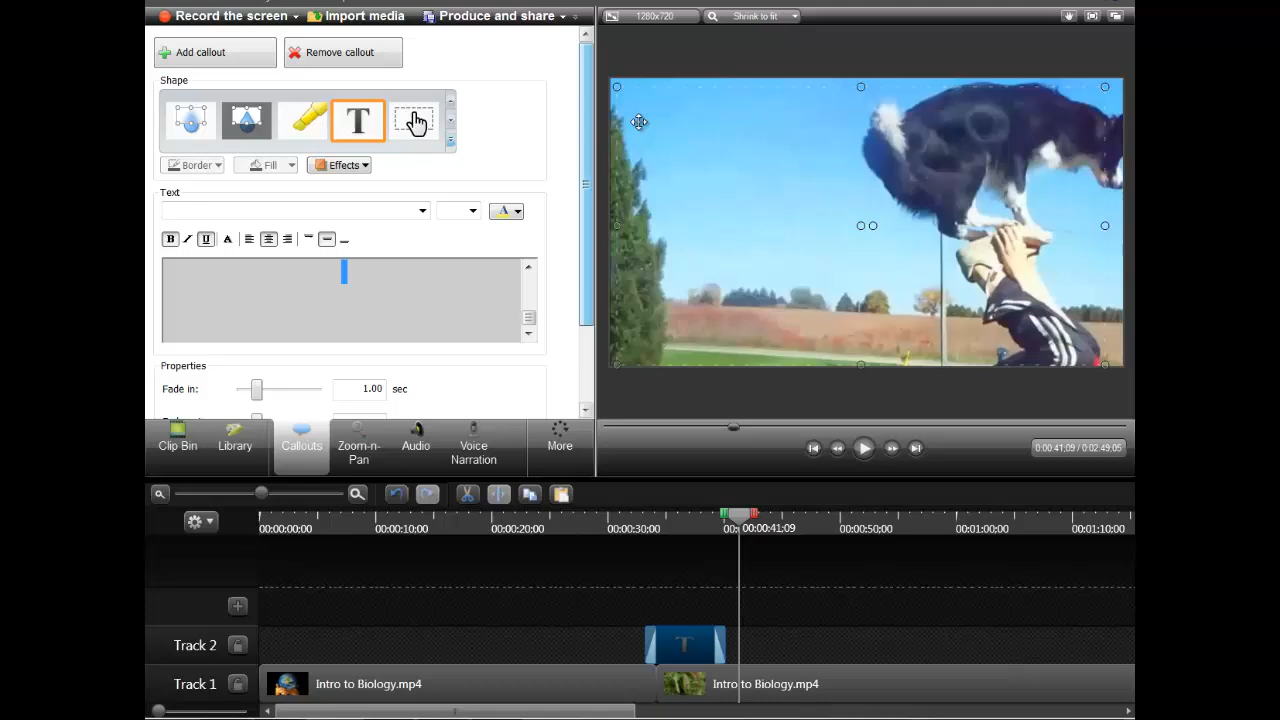 Record the screen Import media Produce and share
1280x720 Shrink to fit
Add callout Remove callout
Shape
T
Border Fill Effects
Text
A
B I U A
Properties
Fade in: 1.00 sec
Clip Bin Library Callouts Zoom-n-Pan Audio Voice Narration More
0:00:41;09 / 0:02:49;05
00:00:00;00 00:00:10;00 00:00:20;00 00:00:30;00 00:00:41;09 00:00:50;00 00:01:00;00 00:01:10;00
Track 2 T
Track 1 Intro to Biology.mp4 Intro to Biology.mp4